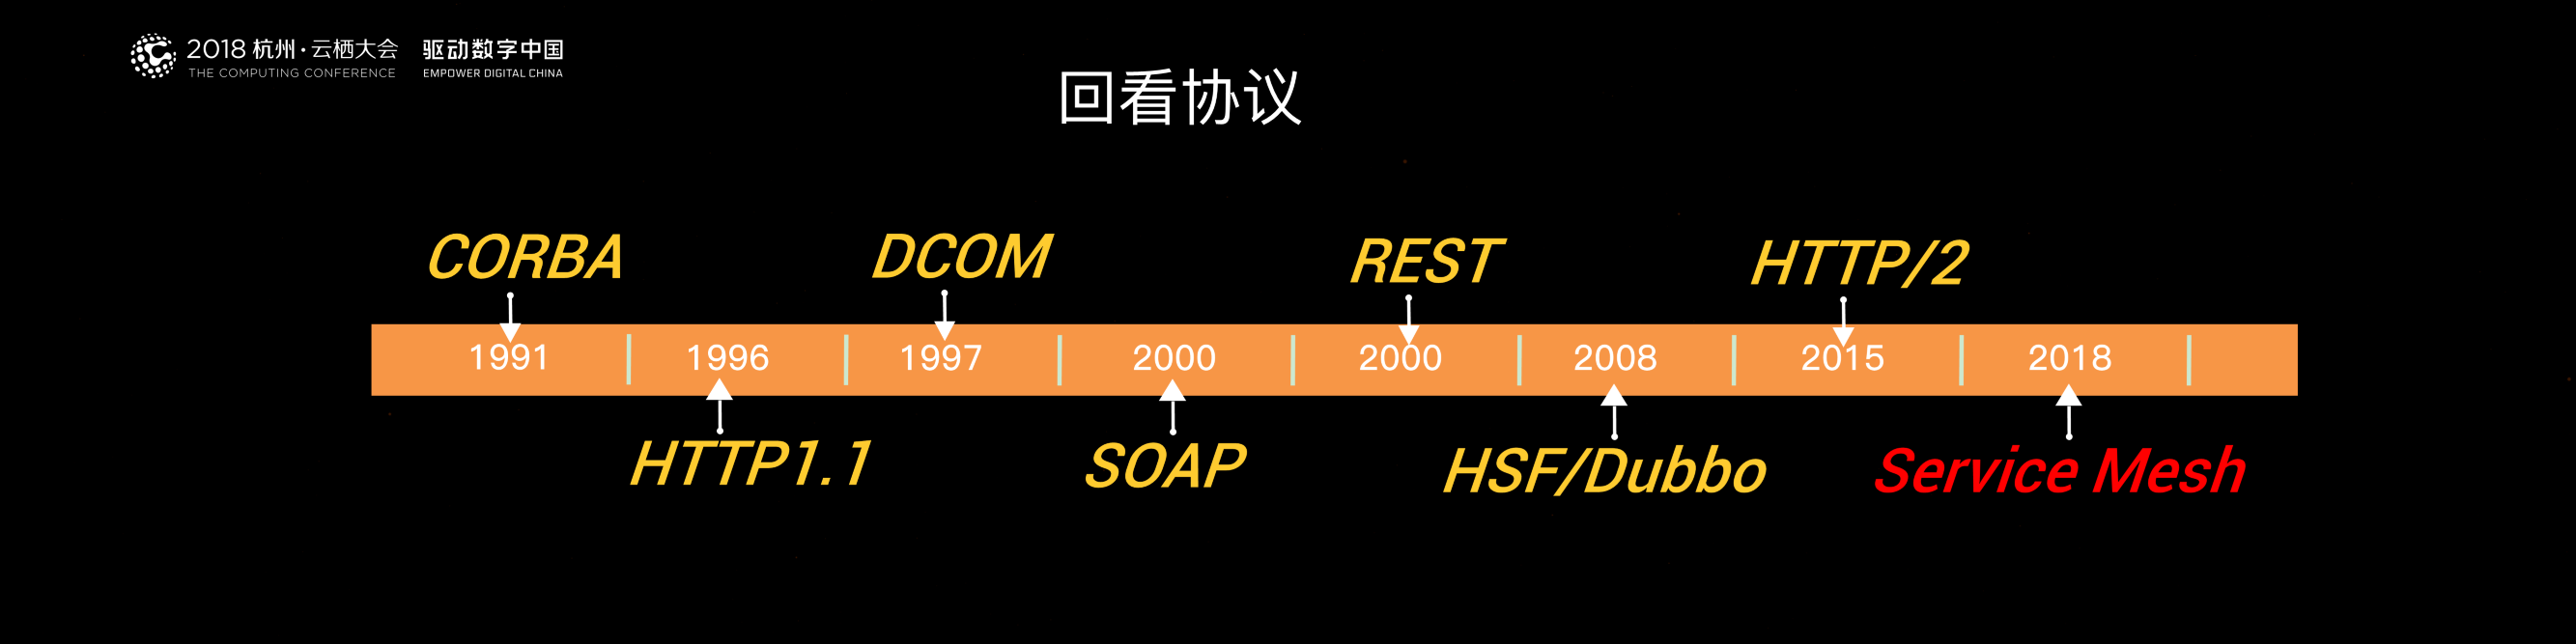 2018 杭州·云栖大会 驱动数字中国
THE COMPUTING CONFERENCE EMPOWER DIGITAL CHINA
回看协议
CORBA DCOM REST HTTP/2
1991 1996 1997 2000 2000 2008 2015 2018
HTTP1.1 SOAP HSF/Dubbo Service Mesh